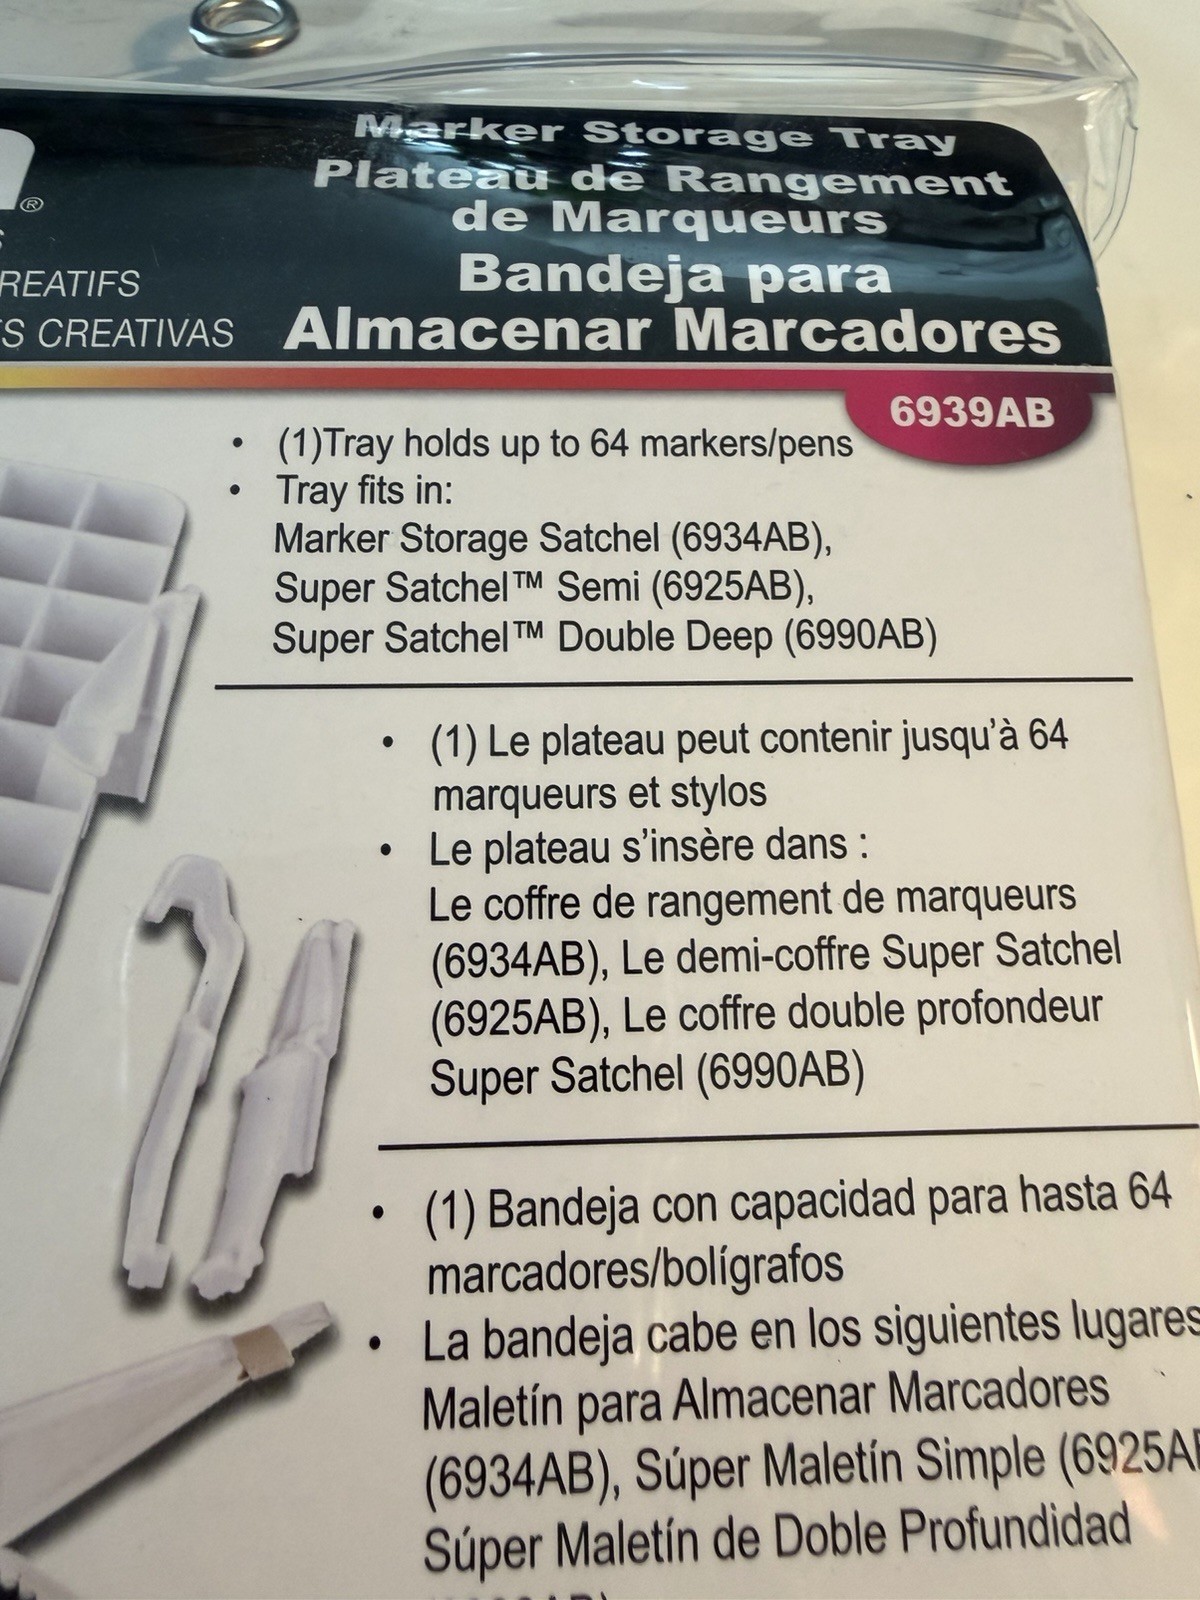 Marker Storage Tray
Plateau de Rangement
de Marqueurs
Bandeja para
Almacenar Marcadores
®
REATIFS
S CREATIVAS
6939AB
• (1)Tray holds up to 64 markers/pens
• Tray fits in:
Marker Storage Satchel (6934AB),
Super Satchel™ Semi (6925AB),
Super Satchel™ Double Deep (6990AB)
• (1) Le plateau peut contenir jusqu'à 64
marqueurs et stylos
• Le plateau s'insère dans :
Le coffre de rangement de marqueurs
(6934AB), Le demi-coffre Super Satchel
(6925AB), Le coffre double profondeur
Super Satchel (6990AB)
• (1) Bandeja con capacidad para hasta 64
marcadores/bolígrafos
• La bandeja cabe en los siguientes lugares
Maletín para Almacenar Marcadores
(6934AB), Súper Maletín Simple (6925A
Súper Maletín de Doble Profundidad